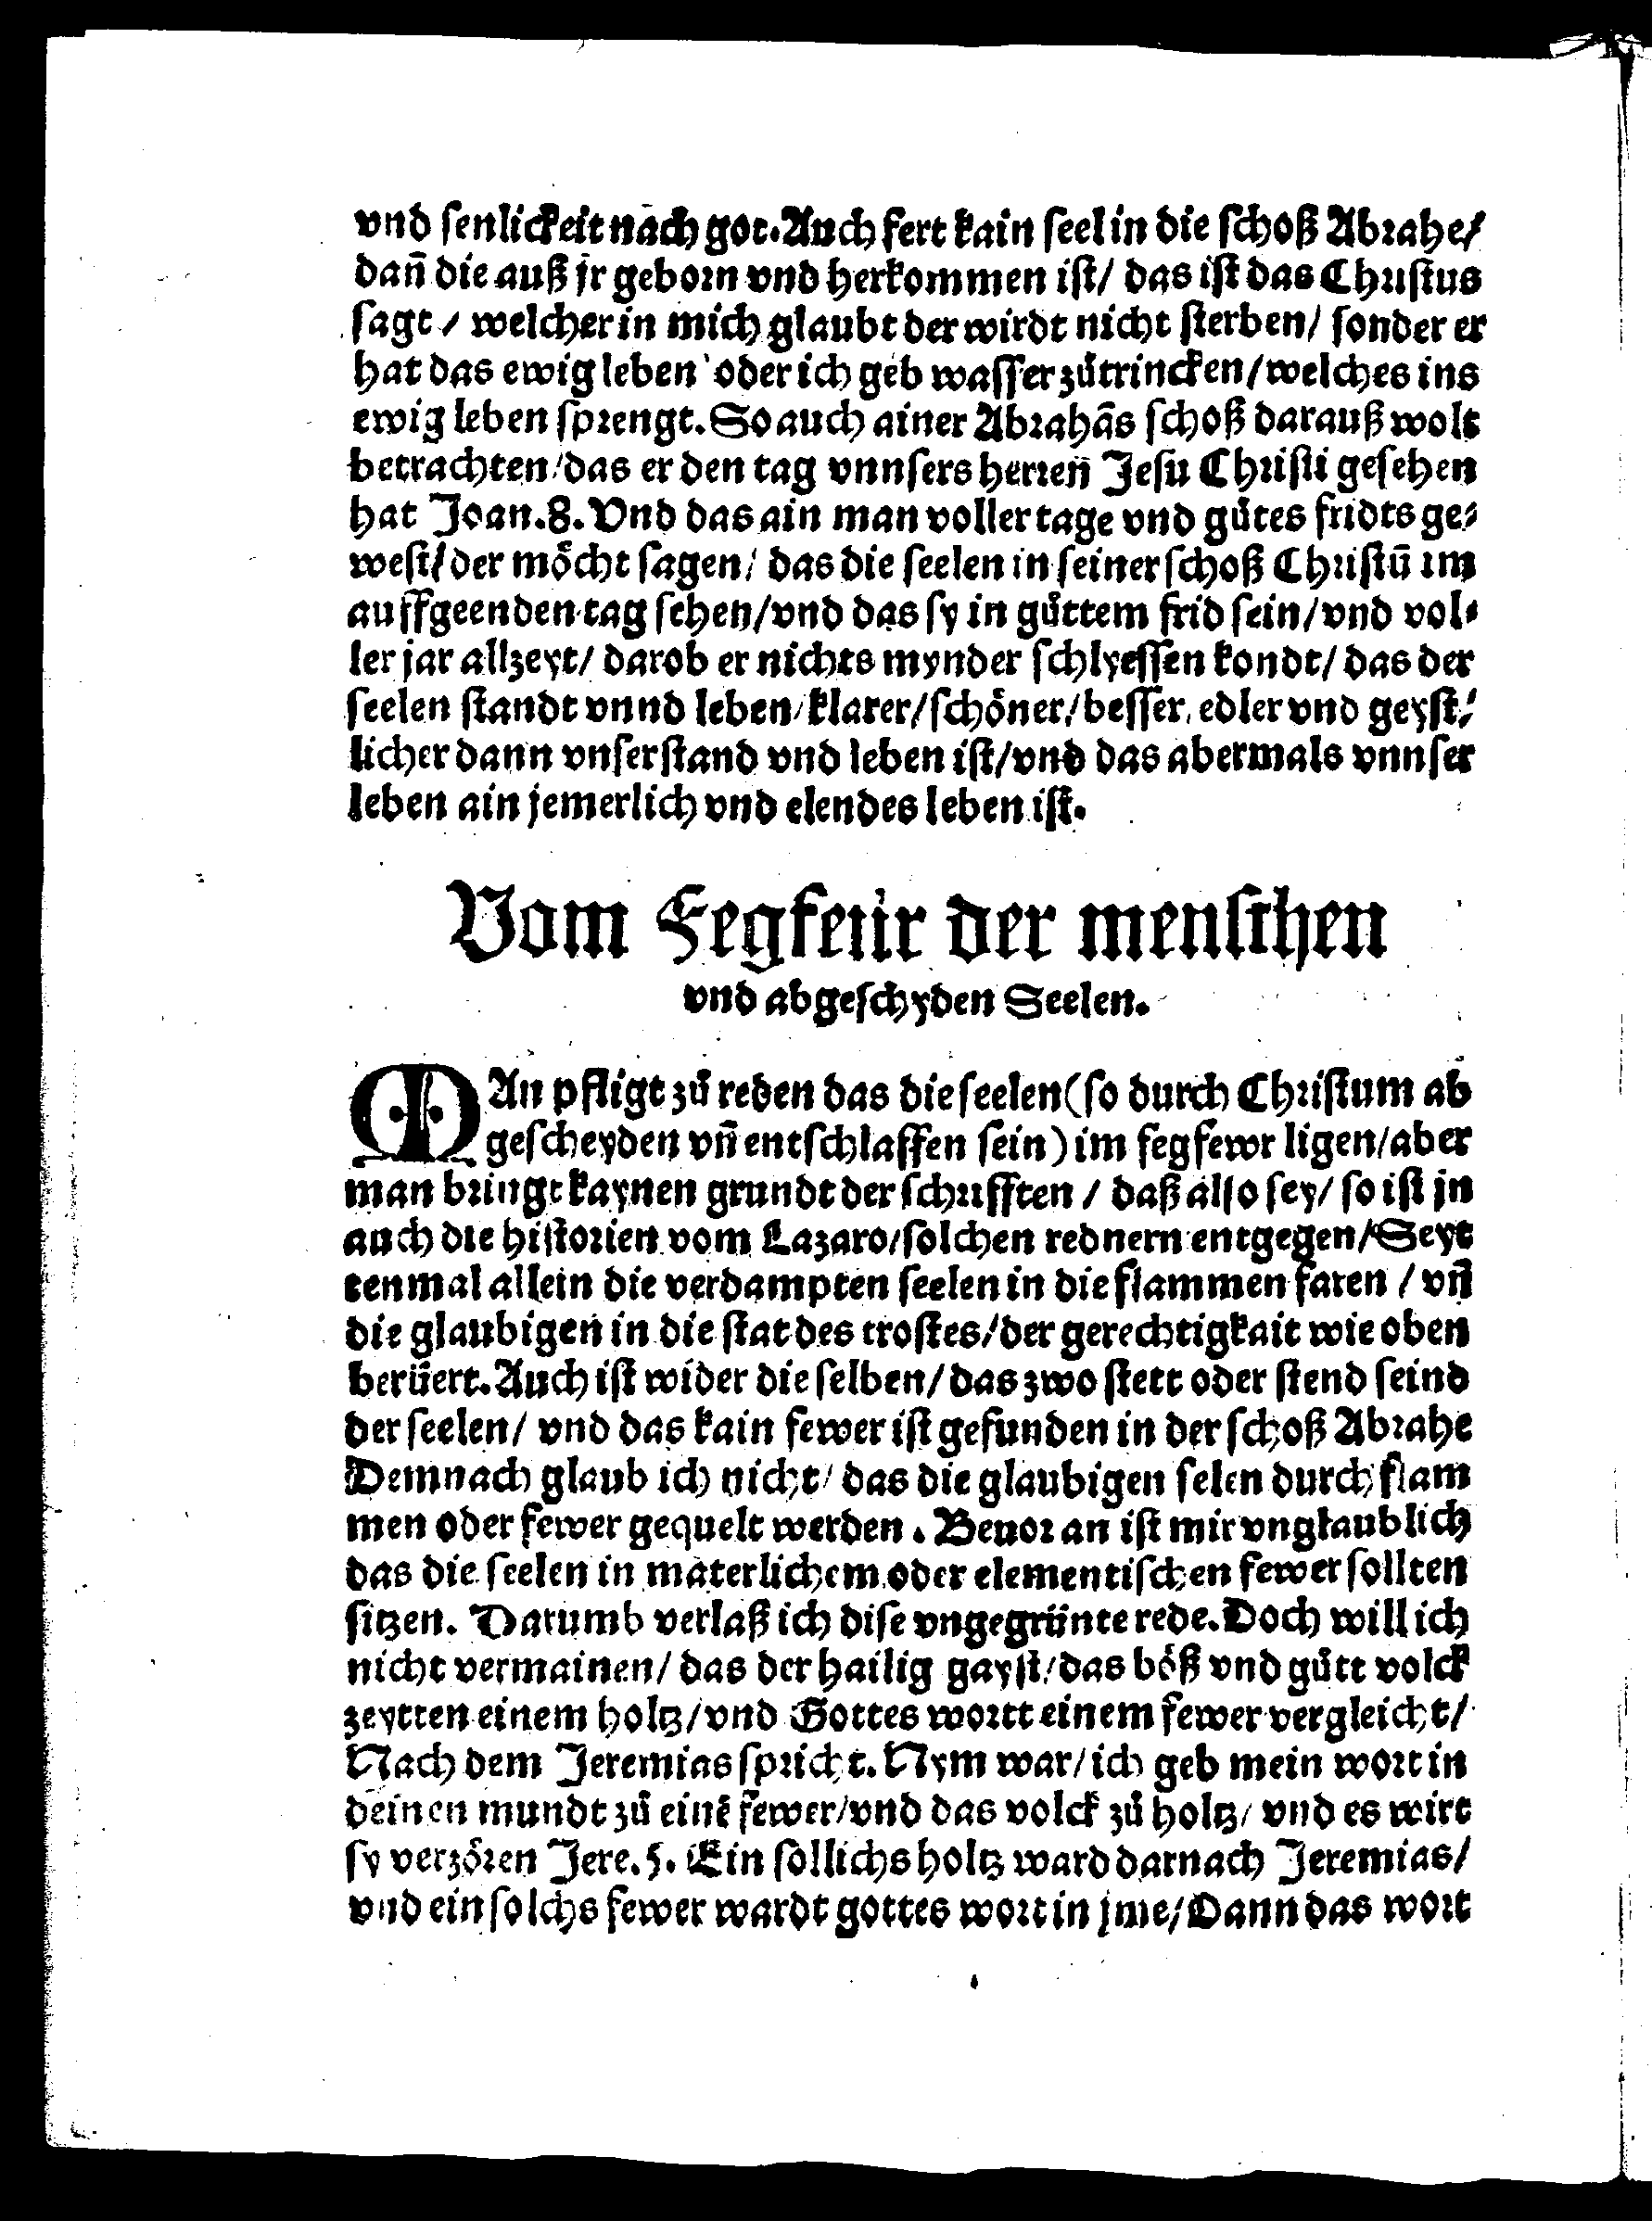 vnd ſenlickeit nach got. Auch fert kain ſeel in die ſchoß Abrahe/
dañ die auß jr geborn vnd herkommen iſt/ das iſt das Chriſtus
ſagt / welcher in mich glaubt der wirdt nicht ſterben/ ſonder er
hat das ewig leben oder ich geb waſſer zůtrincken/welches ins
ewig leben ſprengt. So auch ainer Abrahãs ſchoß darauß wolt
betrachten/das er den tag vnnſers herren Jeſu Chriſti geſehen
hat Joan.8. Vnd das ain man voller tage vnd gůtes fridts ge⸗
weſt/der möcht ſagen/ das die ſeelen in ſeiner ſchoß Chriſtū im
auffgeenden tag ſehen/vnd das ſy in gůttem frid ſein/vnd vol⸗
ler jar allzeyt/ darob er nichts mynder ſchlyeſſen kondt/ das der
ſeelen ſtandt vnnd leben/klarer/ſchöner/beſſer, edler vnd geyſt⸗
licher dann vnſer ſtand vnd leben iſt/vnd das abermals vnnſer
leben ain jemerlich vnd elendes leben iſt.
Vom Fegfeür der menſchen
vnd abgeſchyden Seelen.
MAn pfligt zů reden das die ſeelen (ſo durch Chriſtum ab
geſcheyden vñ entſchlaffen ſein) im fegfewr ligen/aber
man bringt kaynen grundt der ſchrifften / daß alſo ſey/ ſo iſt jn
auch die hiſtorien vom Lazaro/ſolchen rednern entgegen/Seyt
tenmal allein die verdampten ſeelen in die flammen faren / vñ
die glaubigen in die ſtat des troſtes/der gerechtigkait wie oben
berüert. Auch iſt wider die ſelben/das zwo ſtett oder ſtend ſeind
der ſeelen/ vnd das kain fewer iſt gefunden in der ſchoß Abrahe
Demnach glaub ich nicht/ das die glaubigen ſelen durch flam
men oder fewer gequelt werden. Beuor an iſt mir vnglaublich
das die ſeelen in materlichem oder elementiſchen fewer ſollten
ſitzen. Darumb verlaß ich diſe vngegrünte rede. Doch will ich
nicht vermainen/ das der hailig gayſt/das böß vnd gůtt volck
zeytten einem holtz/vnd Gottes wortt einem fewer vergleicht/
Nach dem Jeremias ſpricht. Nym war/ich geb mein wort in
deinen mundt zů einē fewer/vnd das volck zů holtz/ vnd es wirt
ſy verzören Jere.5. Ein ſollichs holtz ward darnach Jeremias/
vnd ein ſolchs fewer wardt gottes wort in jme/Dann das wort